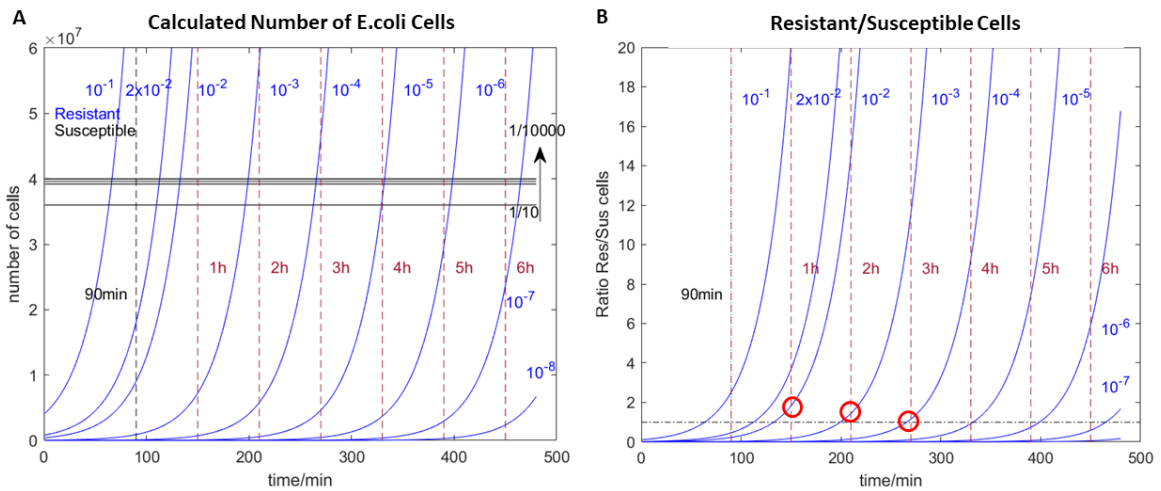 A
Calculated Number of E.coli Cells
6
×10⁷
5
4
3
2
1
0
number of cells
10⁻¹
2x10⁻²
10⁻²
10⁻³
10⁻⁴
10⁻⁵
10⁻⁶
Resistant
Susceptible
1/10000
1/10
90min
1h
2h
3h
4h
5h
6h
10⁻⁷
10⁻⁸
0
100
200
300
400
500
time/min
B
Resistant/Susceptible Cells
20
18
16
14
12
10
8
6
4
2
0
Ratio Res/Sus cells
10⁻¹
2x10⁻²
10⁻²
10⁻³
10⁻⁴
10⁻⁵
90min
1h
2h
3h
4h
5h
6h
10⁻⁶
10⁻⁷
0
100
200
300
400
500
time/min